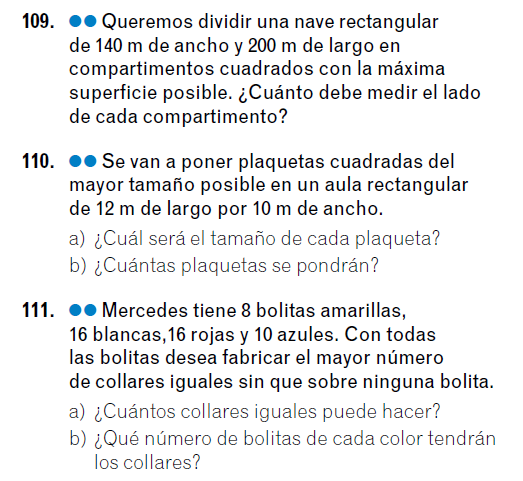 109. ●● Queremos dividir una nave rectangular
de 140 m de ancho y 200 m de largo en
compartimentos cuadrados con la máxima
superficie posible. ¿Cuánto debe medir el lado
de cada compartimento?
110. ●● Se van a poner plaquetas cuadradas del
mayor tamaño posible en un aula rectangular
de 12 m de largo por 10 m de ancho.
a) ¿Cuál será el tamaño de cada plaqueta?
b) ¿Cuántas plaquetas se pondrán?
111. ●● Mercedes tiene 8 bolitas amarillas,
16 blancas,16 rojas y 10 azules. Con todas
las bolitas desea fabricar el mayor número
de collares iguales sin que sobre ninguna bolita.
a) ¿Cuántos collares iguales puede hacer?
b) ¿Qué número de bolitas de cada color tendrán
los collares?